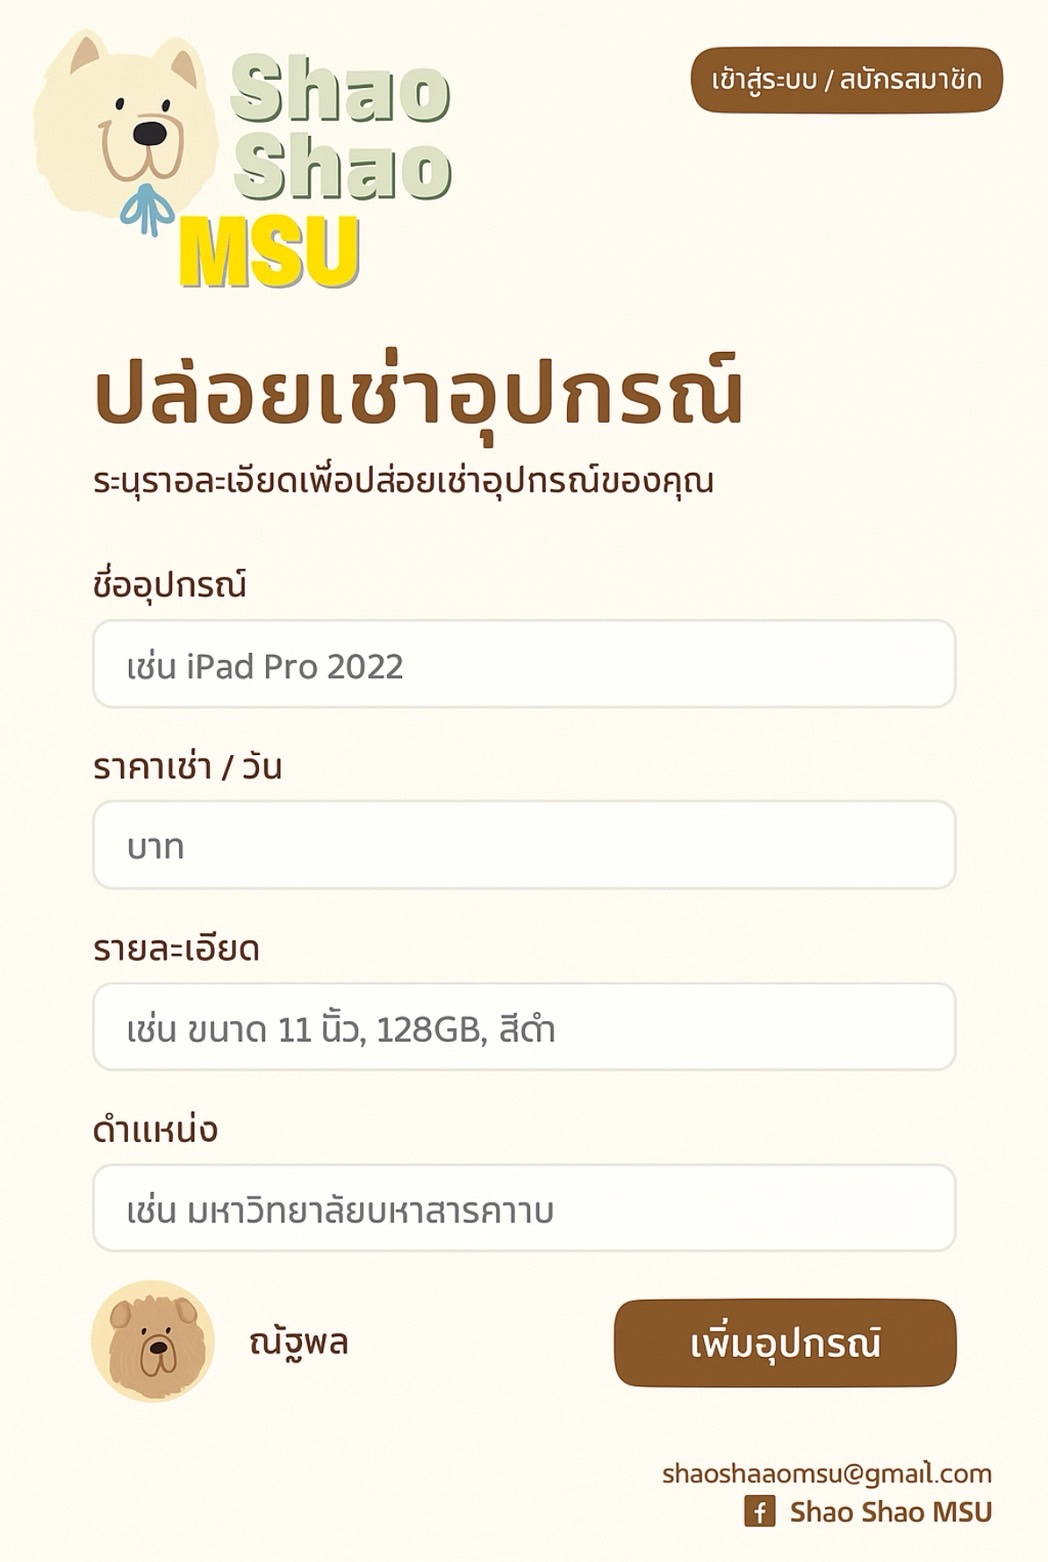 Shao
Shao
MSU
เข้าสู่ระบบ / สบักรสมาชิก
ปล่อยเช่าอุปกรณ์
ระนุราอละเจียดเพื่อปส่อยเช่าอุปกรณ์ของคุณ
ชื่ออุปกรณ์
เช่น iPad Pro 2022
ราคาเช่า / วัน
บาท
รายละเอียด
เช่น ขนาด 11 นิ้ว, 128GB, สีดำ
ดำแหน่ง
เช่น มหาวิทยาลัยบหาสารคาาบ
ณัฐพล
เพิ่มอุปกรณ์
shaoshaaomsu@gmail.com
Shao Shao MSU